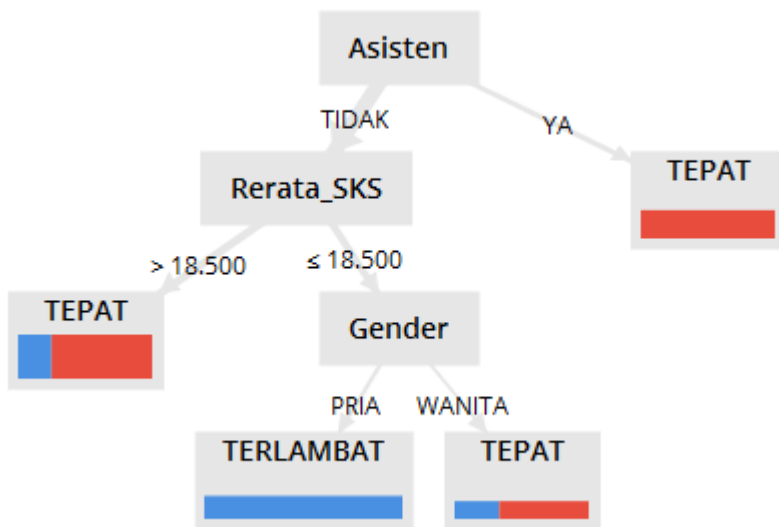 Asisten
TIDAK
YA
TEPAT
Rerata_SKS
> 18.500
≤ 18.500
TEPAT
Gender
PRIA
WANITA
TERLAMBAT
TEPAT